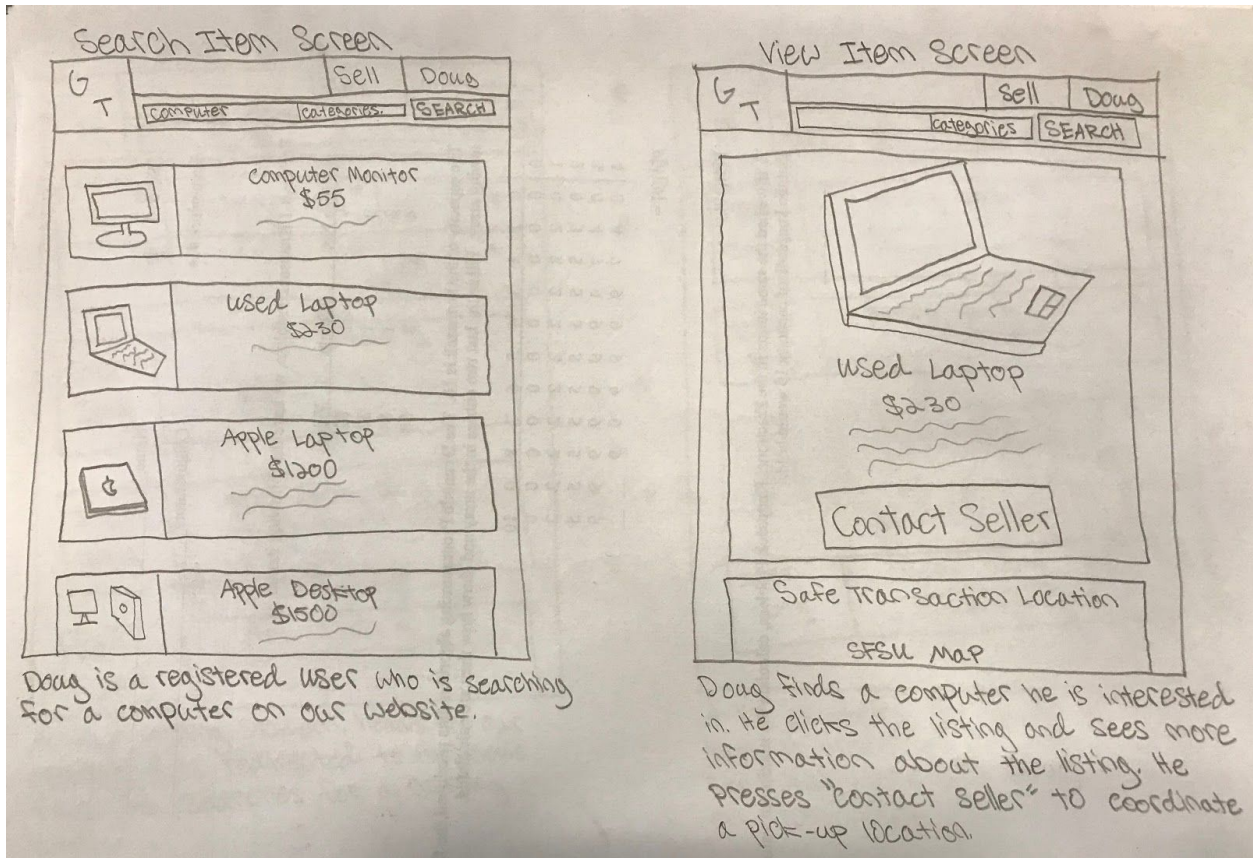 Search Item Screen
G T
Sell
Doug
computer
categories.
SEARCH
Computer Monitor
$55
used Laptop
$230
Apple Laptop
$1200
Apple Desktop
$1500
Doug is a registered user who is searching
for a computer on our website.
View Item Screen
G T
Sell
Doug
categories
SEARCH
used Laptop
$230
Contact Seller
Safe Transaction Location
SFSU Map
Doug finds a computer he is interested
in. He clicks the listing and sees more
information about the listing. He
presses "contact seller" to coordinate
a pick-up location.